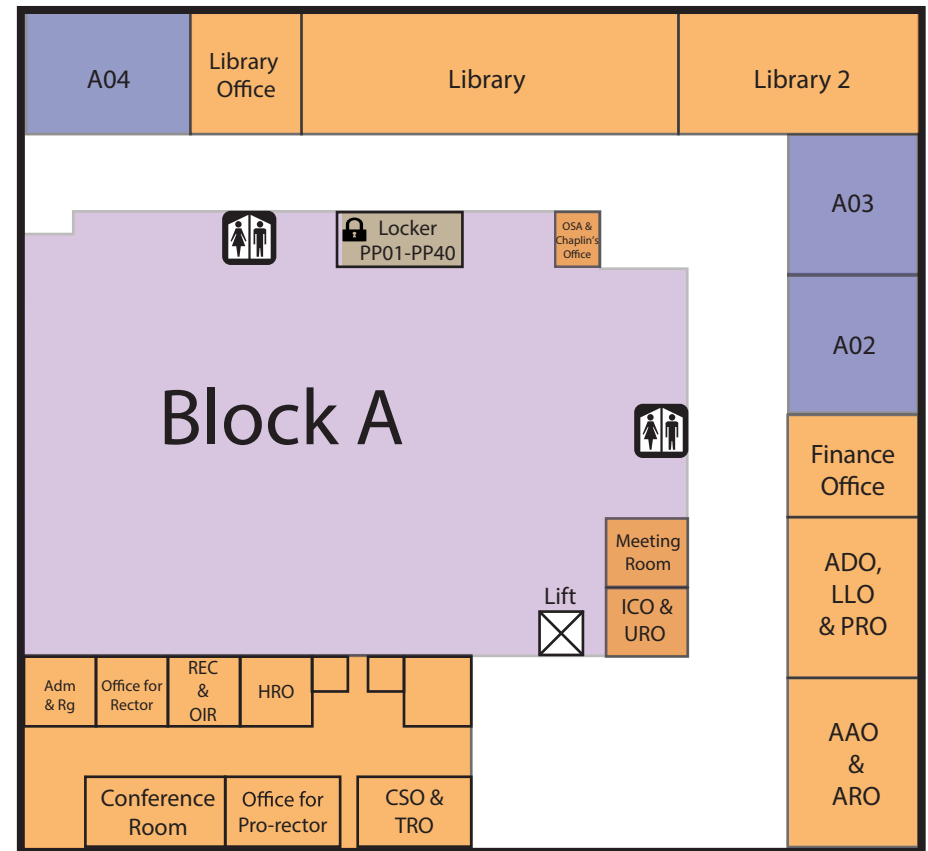 A04
Library
Office
Library
Library 2
A03
Locker
PP01-PP40
OSA &
Chaplin's
Office
A02
Block A
Finance
Office
Meeting
Room
ADO,
LLO
& PRO
Lift
ICO &
URO
Adm
& Rg
Office for
Rector
REC
&
OIR
HRO
AAO
&
ARO
Conference
Room
Office for
Pro-rector
CSO &
TRO